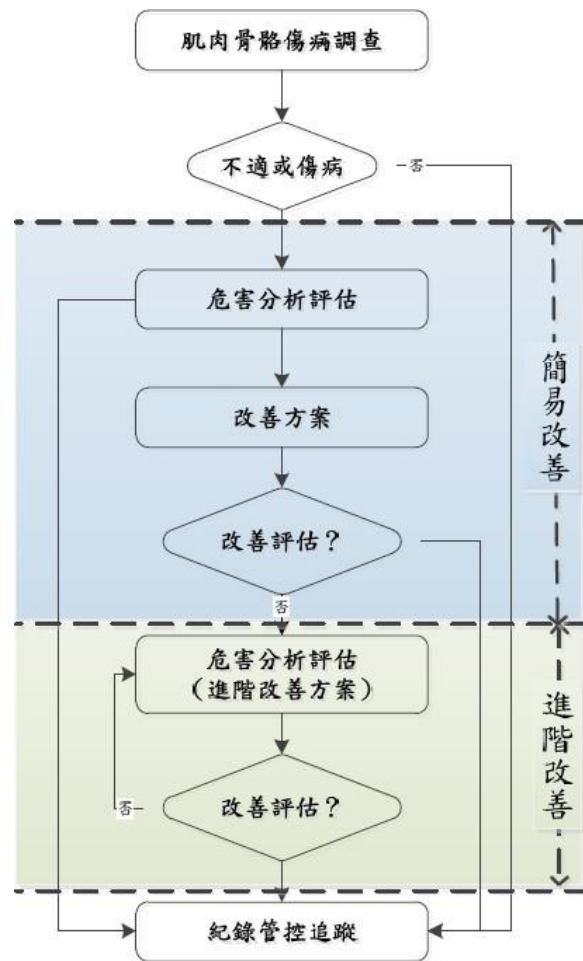 肌肉骨骼傷病調查
不適或傷病
否
危害分析評估
簡易改善
改善方案
改善評估？
否
危害分析評估
（進階改善方案）
進階改善
否
改善評估？
紀錄管控追蹤